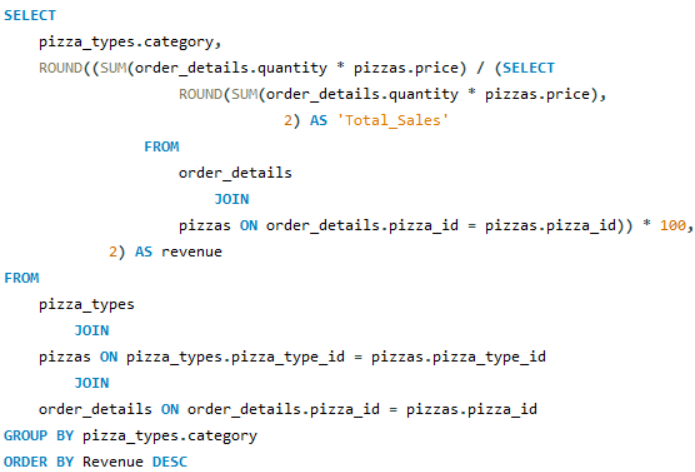 SELECT
pizza_types.category,
ROUND((SUM(order_details.quantity * pizzas.price) / (SELECT
ROUND(SUM(order_details.quantity * pizzas.price),
2) AS 'Total_Sales'
FROM
order_details
JOIN
pizzas ON order_details.pizza_id = pizzas.pizza_id)) * 100,
2) AS revenue
FROM
pizza_types
JOIN
pizzas ON pizza_types.pizza_type_id = pizzas.pizza_type_id
JOIN
order_details ON order_details.pizza_id = pizzas.pizza_id
GROUP BY pizza_types.category
ORDER BY Revenue DESC